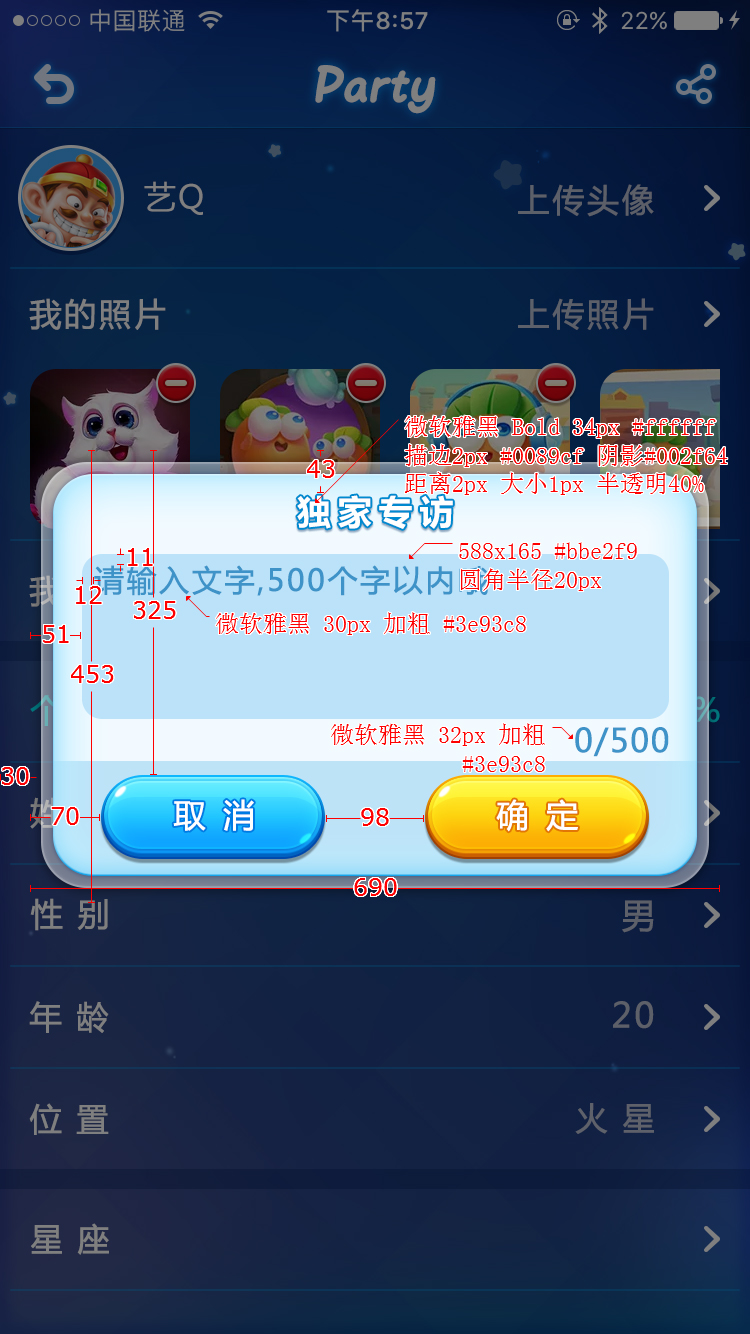 中国联通 下午8:57 22%
Party
艺Q 上传头像
我的照片 上传照片
微软雅黑 Bold 34px #ffffff
描边2px #0089cf 阴影#002f64
43
距离2px 大小1px 半透明40%
独家专访
11
588x165 #bbe2f9
请输入文字,500个字以内
圆角半径20px
12
325
微软雅黑 30px 加粗 #3e93c8
我
51
453
个 %
微软雅黑 32px 加粗
0/500
#3e93c8
30
姓
70
取消
98
确定
690
性别 男
年龄 20
位置 火星
星座